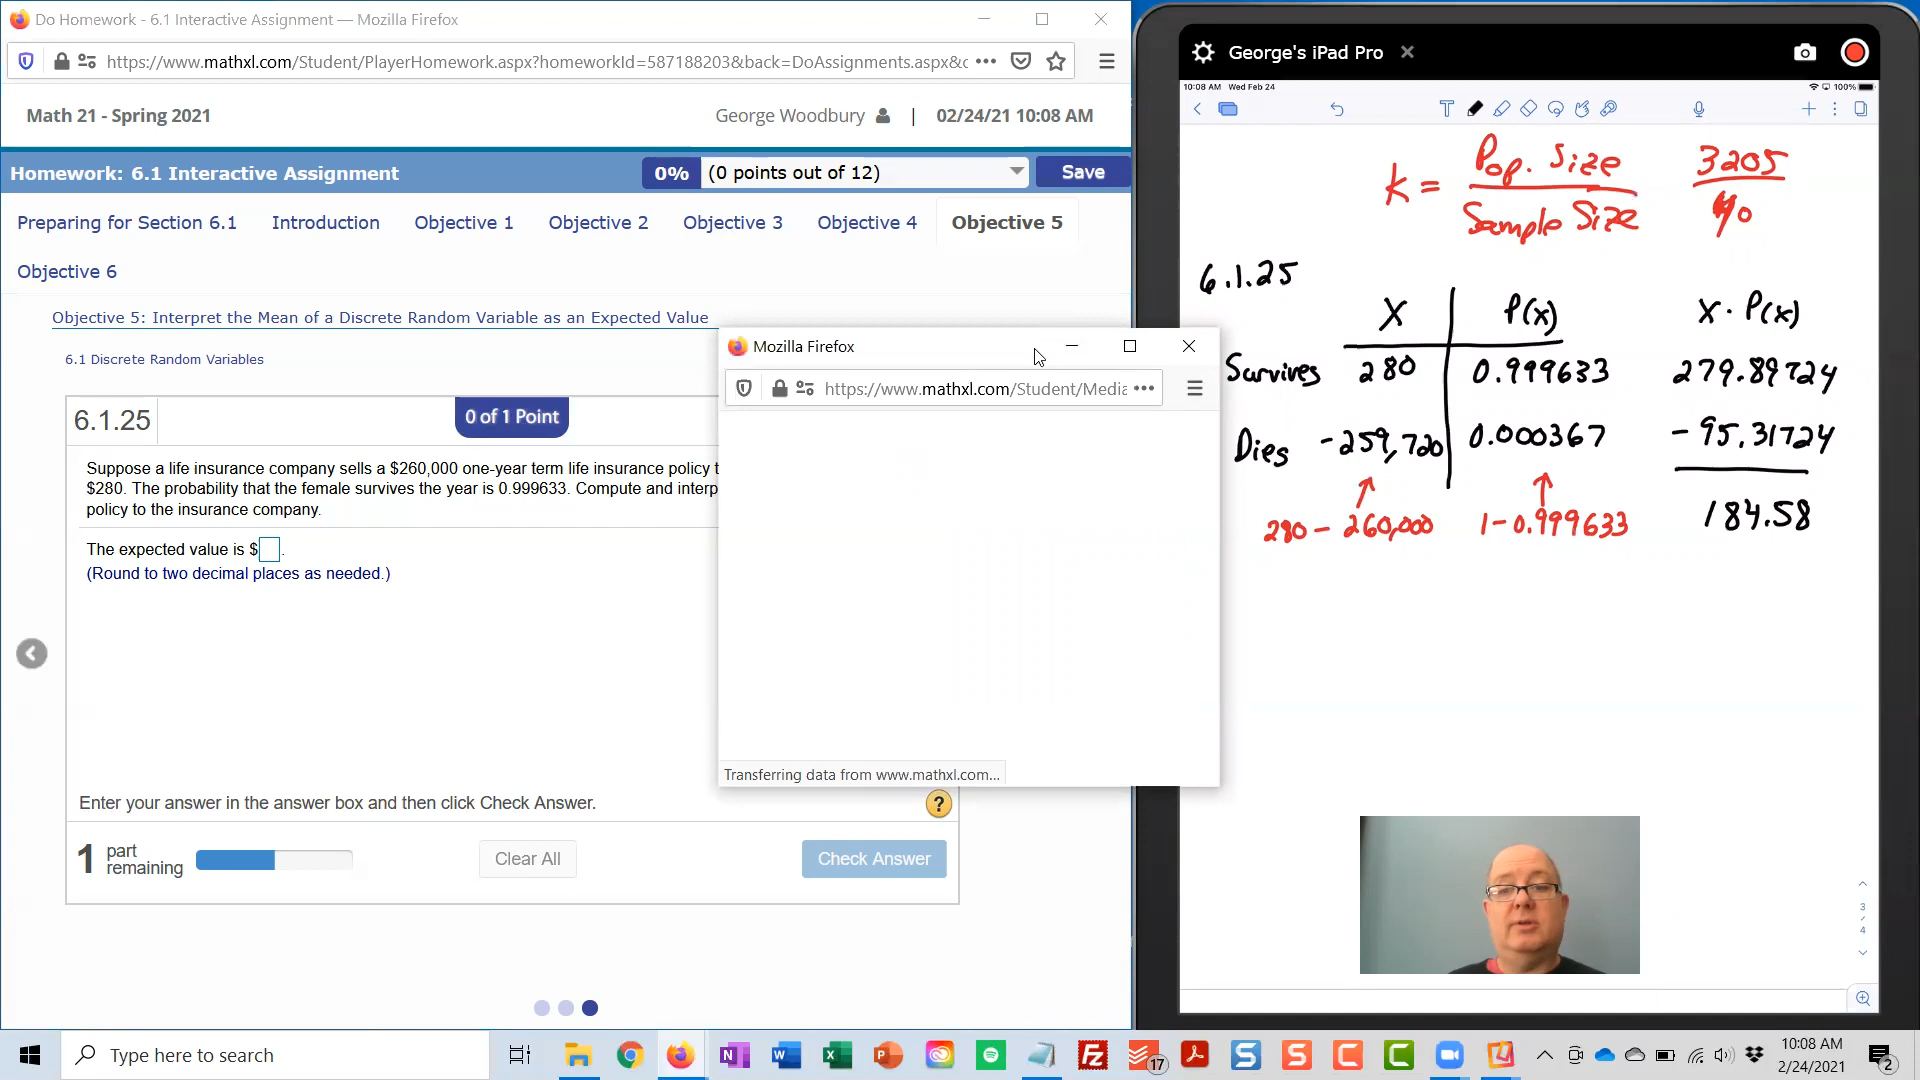 Do Homework - 6.1 Interactive Assignment — Mozilla Firefox
https://www.mathxl.com/Student/PlayerHomework.aspx?homeworkId=587188203&back=DoAssignments.aspx&c
Math 21 - Spring 2021
George Woodbury | 02/24/21 10:08 AM
Homework: 6.1 Interactive Assignment
0% (0 points out of 12)
Save
Preparing for Section 6.1 Introduction Objective 1 Objective 2 Objective 3 Objective 4 Objective 5
Objective 6
Objective 5: Interpret the Mean of a Discrete Random Variable as an Expected Value
6.1 Discrete Random Variables
6.1.25
0 of 1 Point
Suppose a life insurance company sells a $260,000 one-year term life insurance policy t
$280. The probability that the female survives the year is 0.999633. Compute and interp
policy to the insurance company.
The expected value is $ .
(Round to two decimal places as needed.)
Enter your answer in the answer box and then click Check Answer.
?
1 part remaining
Clear All
Check Answer
Mozilla Firefox
https://www.mathxl.com/Student/Media
Transferring data from www.mathxl.com...
George's iPad Pro
10:08 AM Wed Feb 24
100%
K = Pop. Size / Sample Size
3205 / 40
6.1.25
X P(x) X · P(x)
Survives 280 0.999633 279.89724
Dies -259,720 0.000367 -95.31724
280 - 260,000 1-0.999633 184.58
3 / 4
Type here to search
17
10:08 AM
2/24/2021
2